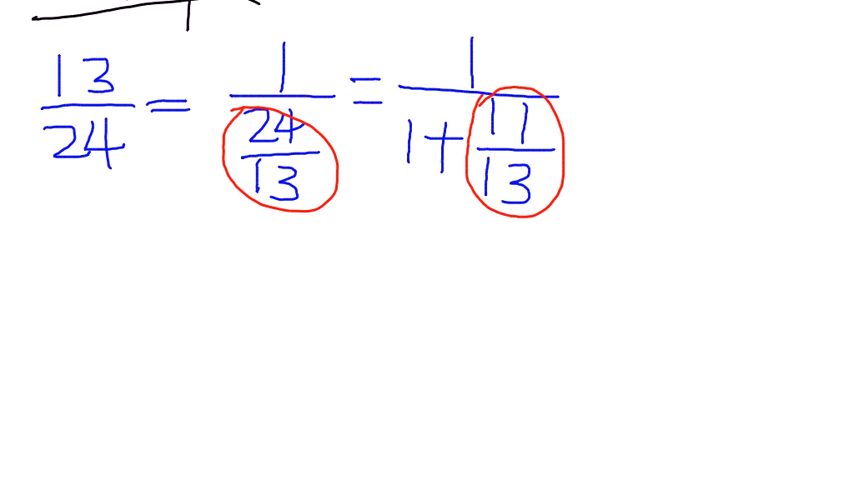 13/24 = 1/(24/13) = 1/(1+11/13)